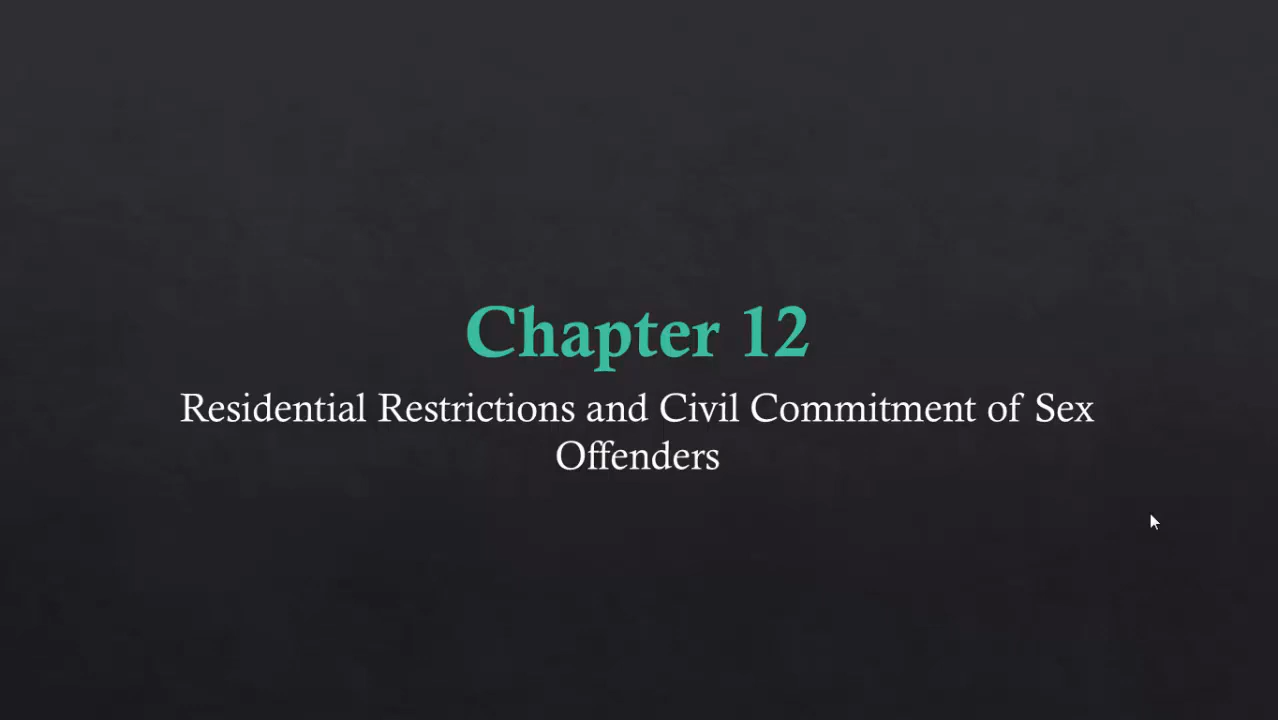 Chapter 12
Residential Restrictions and Civil Commitment of Sex
Offenders